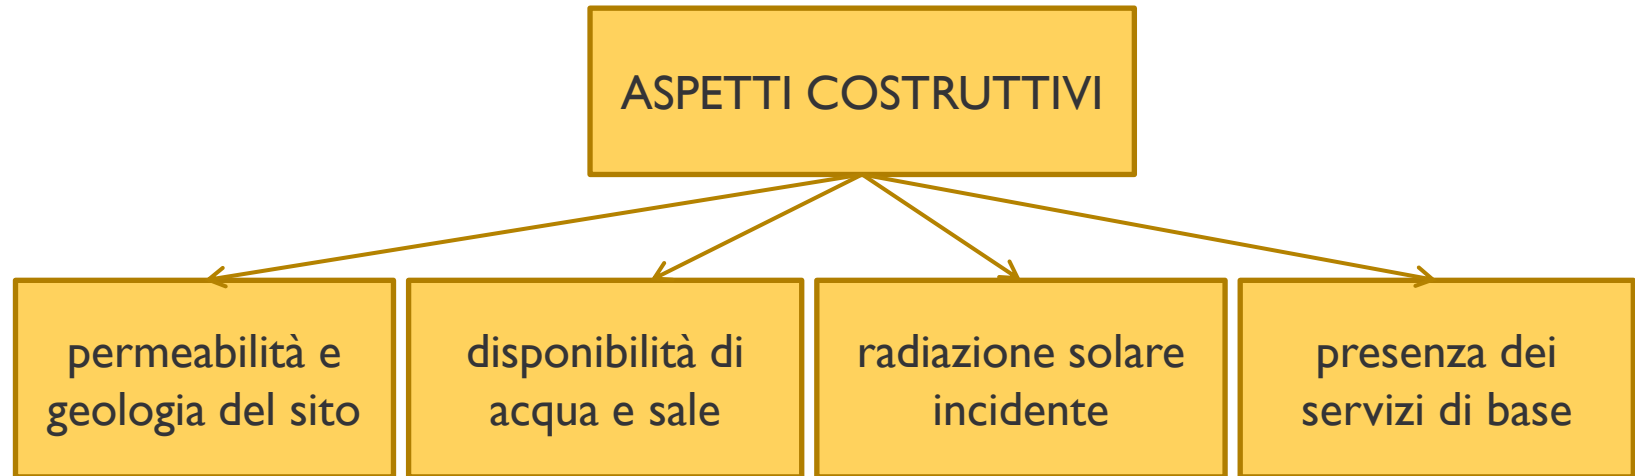 ASPETTI COSTRUTTIVI
permeabilità e
geologia del sito
disponibilità di
acqua e sale
radiazione solare
incidente
presenza dei
servizi di base